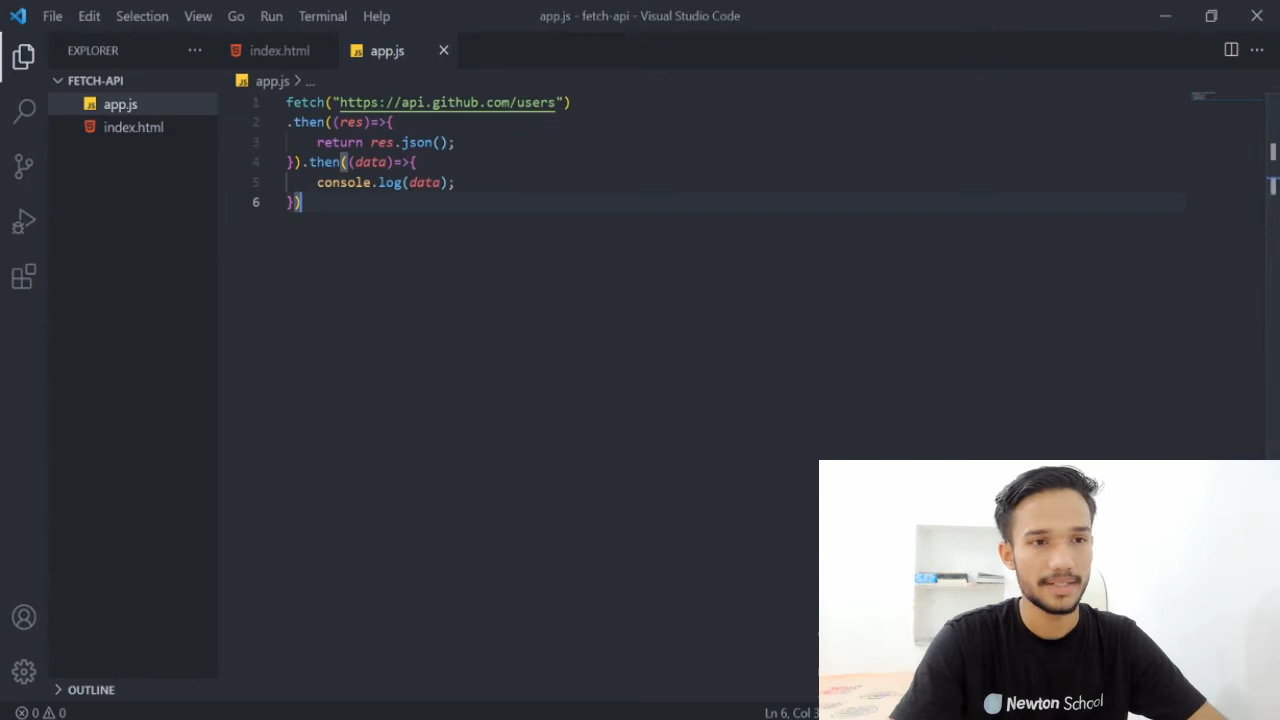 File Edit Selection View Go Run Terminal Help
app.js - fetch-api - Visual Studio Code
EXPLORER
index.html
app.js
FETCH-API
app.js
index.html
app.js > ...
1 fetch("https://api.github.com/users")
2 .then((res)=>{
3 return res.json();
4 }).then((data)=>{
5 console.log(data);
6 })
OUTLINE
0 0
Ln 6, Col
Newton School